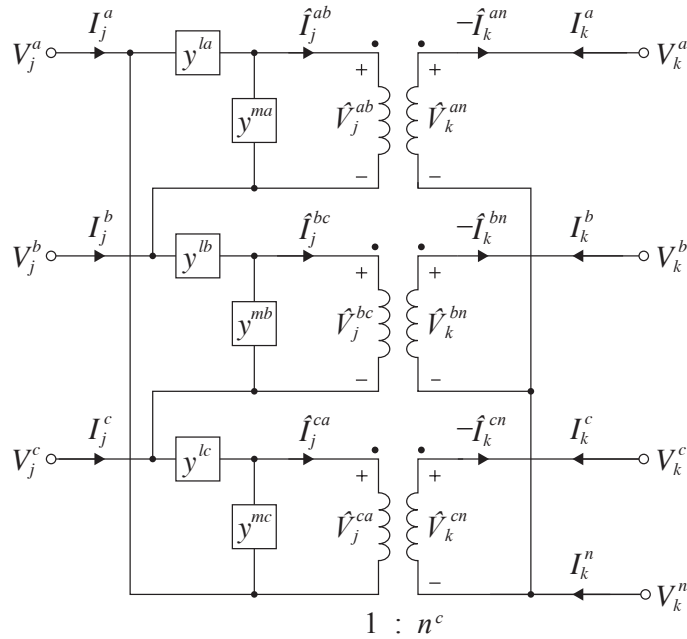 I_j^a Î_j^{ab} −Î_k^{an} I_k^a
V_j^a y^{la} V_k^a
+ +
y^{ma} V̂_j^{ab} V̂_k^{an}
− −
I_j^b Î_j^{bc} −Î_k^{bn} I_k^b
V_j^b y^{lb} V_k^b
+ +
y^{mb} V̂_j^{bc} V̂_k^{bn}
− −
I_j^c Î_j^{ca} −Î_k^{cn} I_k^c
V_j^c y^{lc} V_k^c
+ +
y^{mc} V̂_j^{ca} V̂_k^{cn}
− − I_k^n
V_k^n
1 : n^c